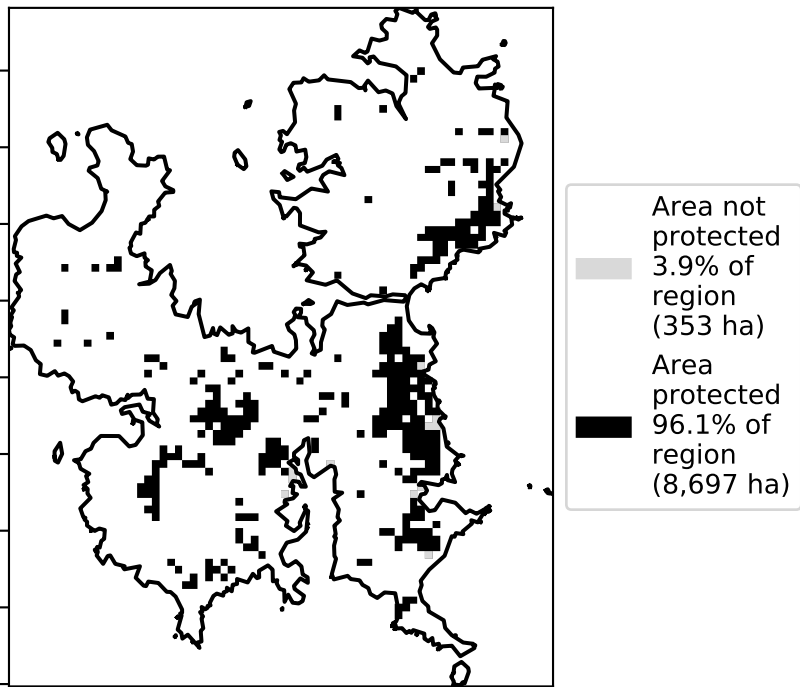 Area not
protected
3.9% of
region
(353 ha)
Area
protected
96.1% of
region
(8,697 ha)